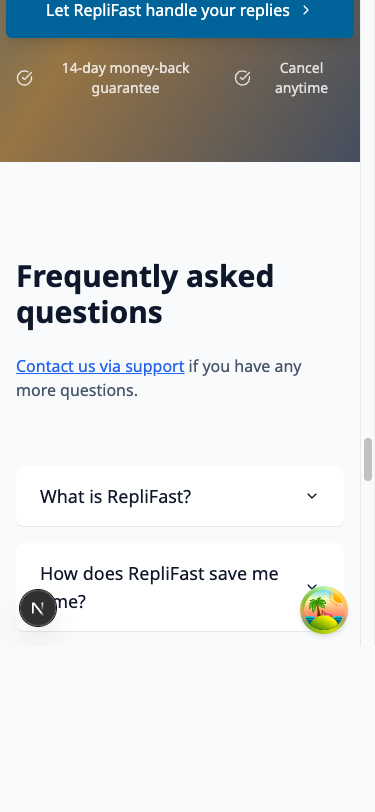 Let RepliFast handle your replies
14-day money-back
guarantee
Cancel
anytime
Frequently asked
questions
Contact us via support if you have any
more questions.
What is RepliFast?
How does RepliFast save me
me?
N